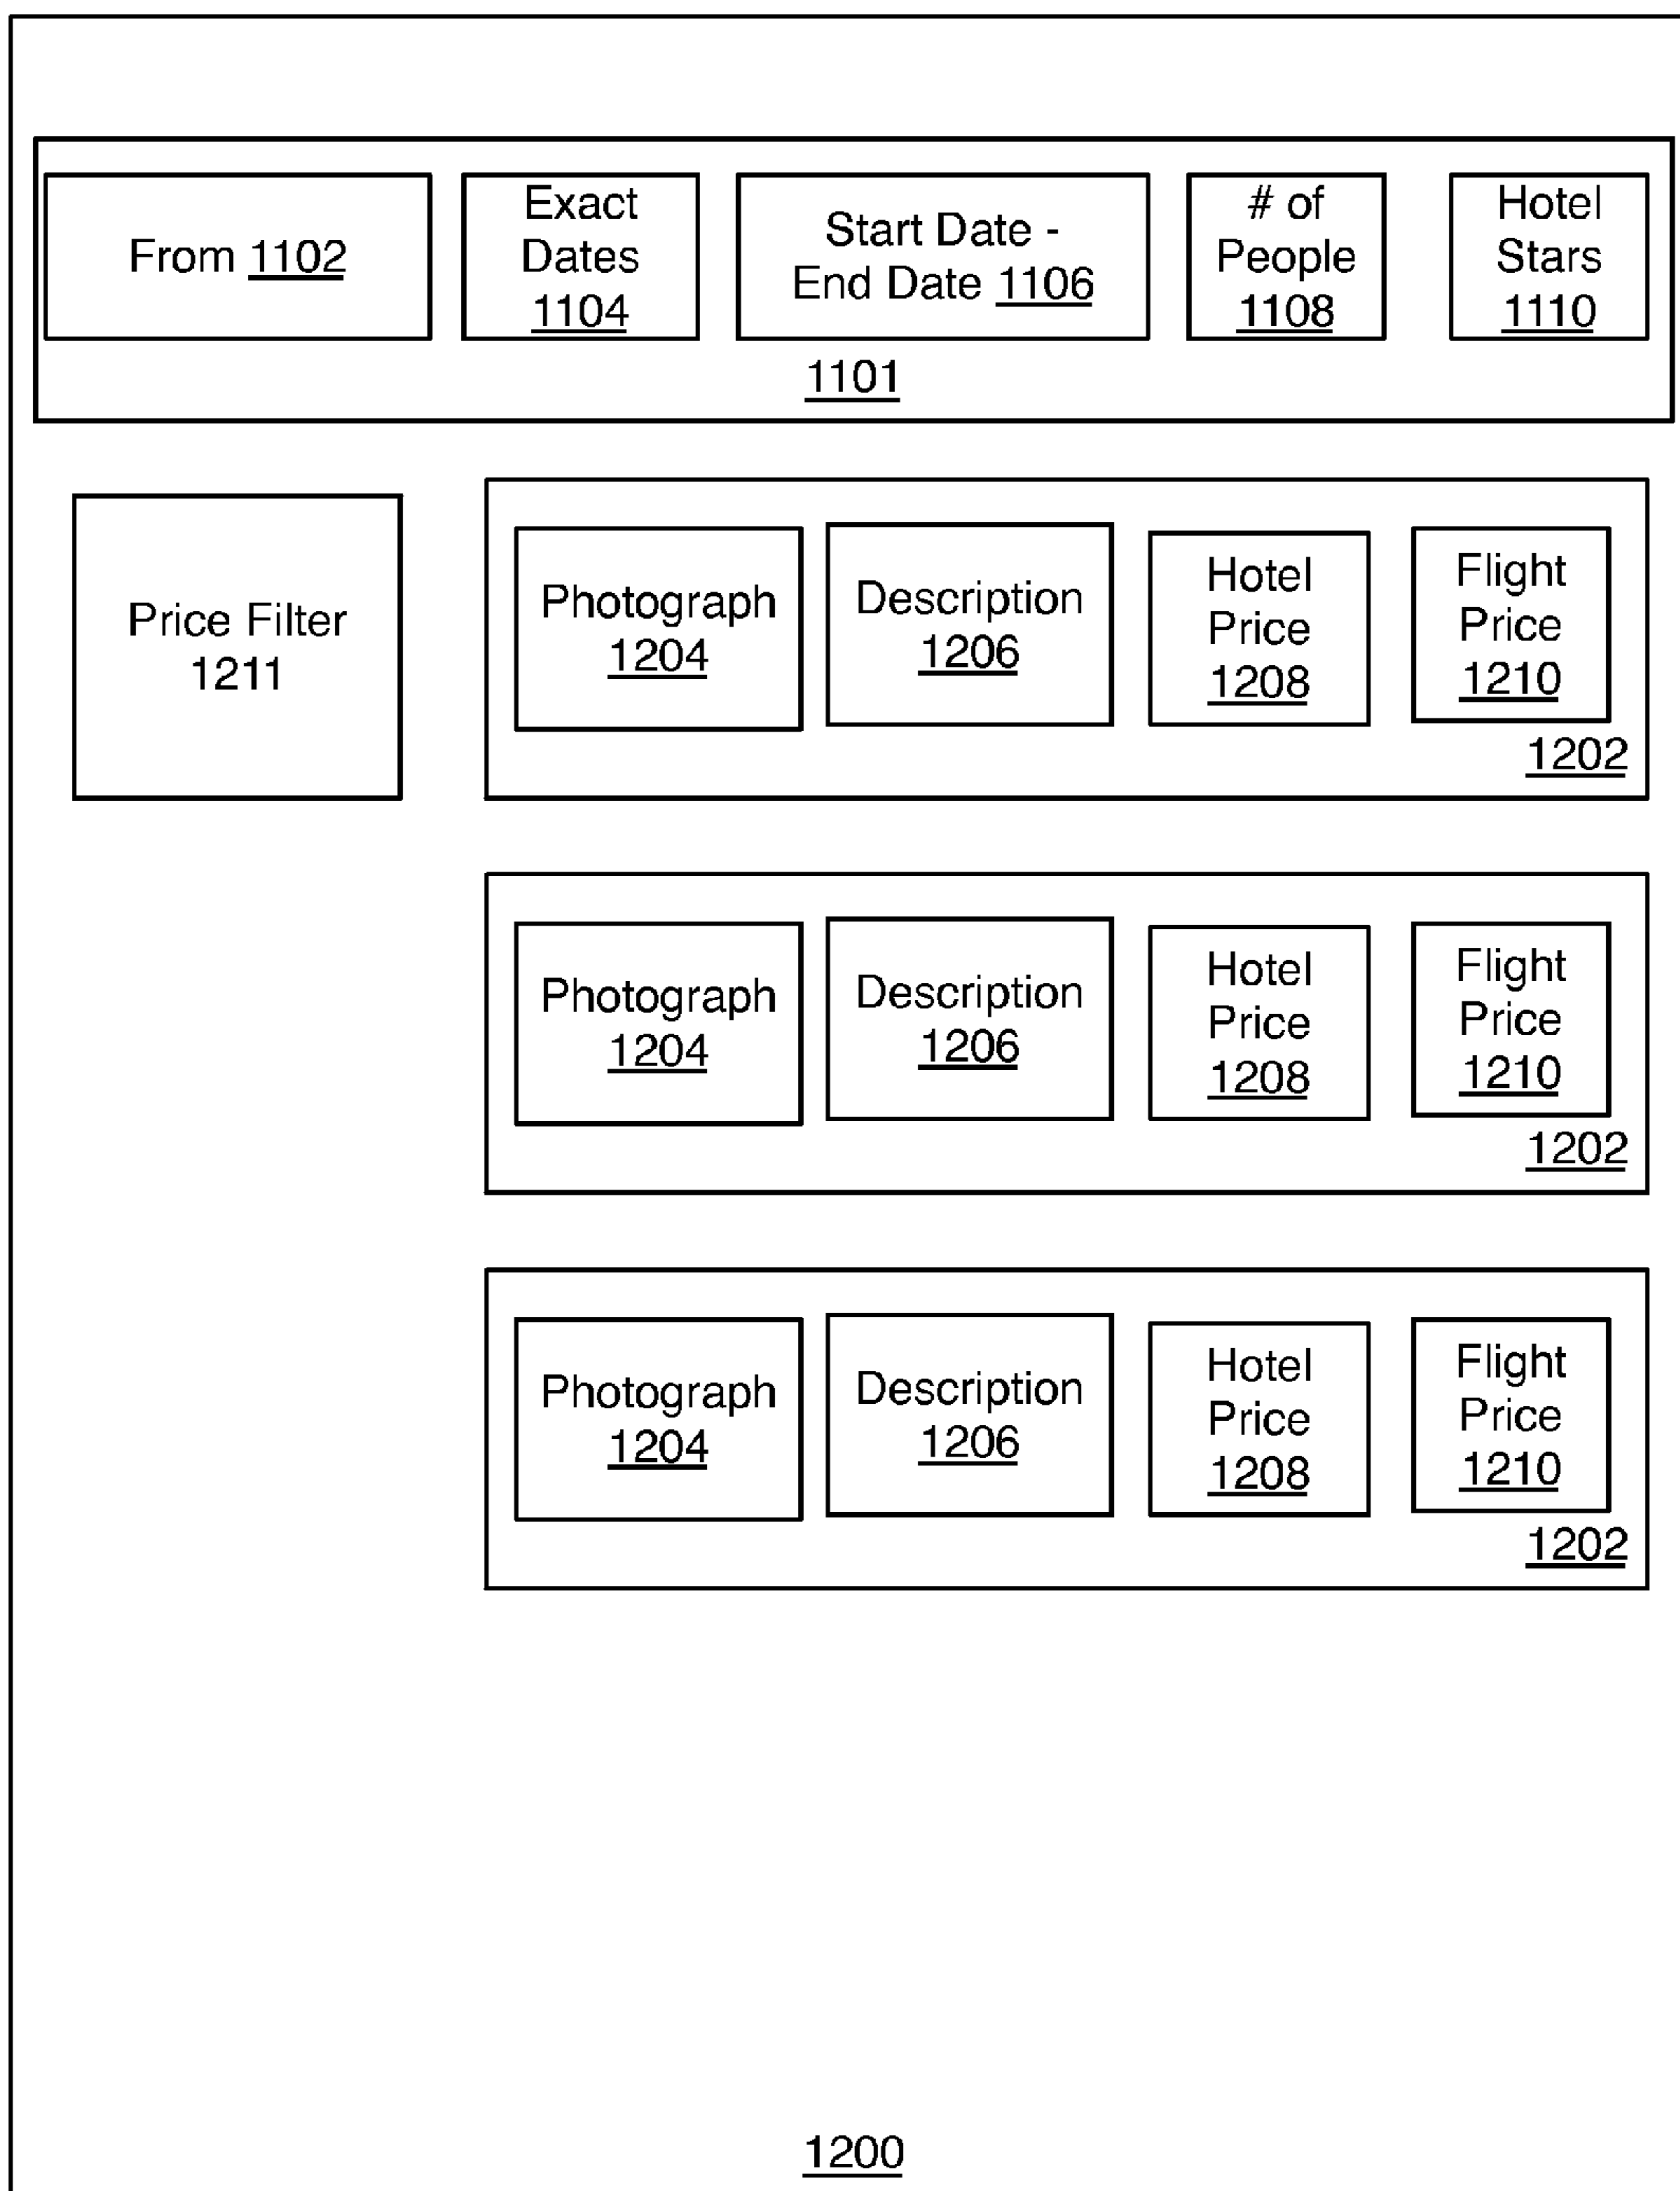 From 1102
Exact
Dates
1104
Start Date -
End Date 1106
# of
People
1108
Hotel
Stars
1110
1101
Price Filter
1211
Photograph
1204
Description
1206
Hotel
Price
1208
Flight
Price
1210
1202
Photograph
1204
Description
1206
Hotel
Price
1208
Flight
Price
1210
1202
Photograph
1204
Description
1206
Hotel
Price
1208
Flight
Price
1210
1202
1200